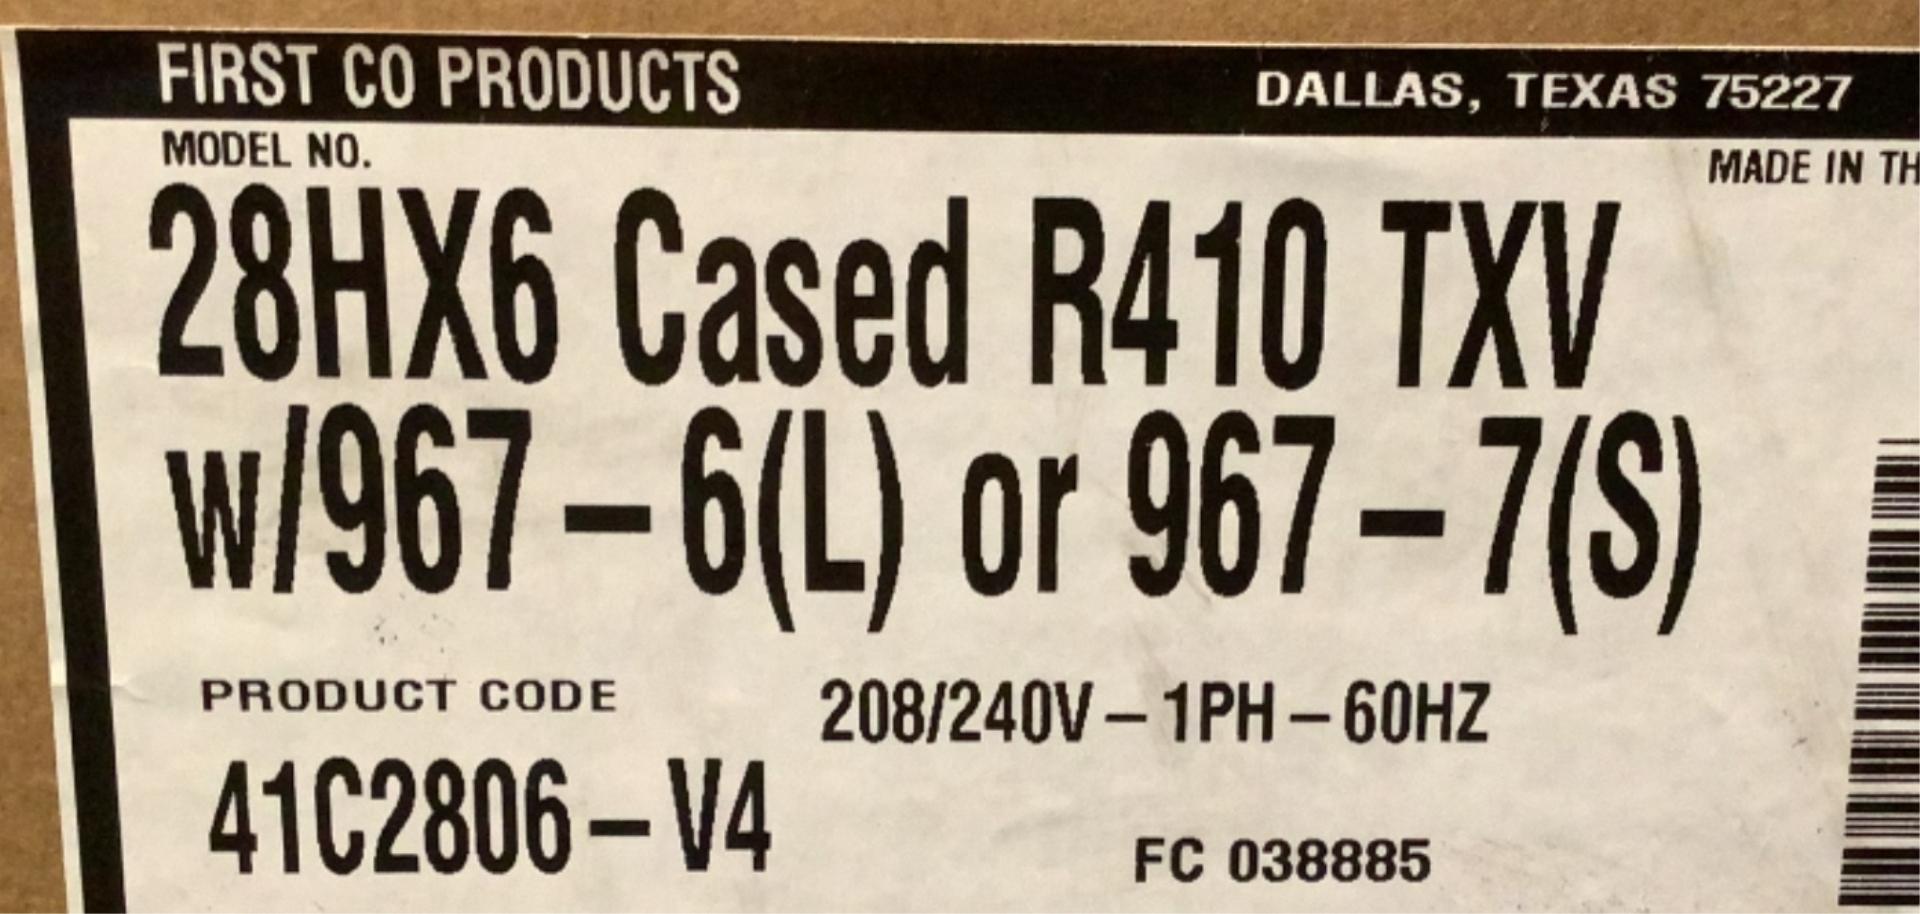 FIRST CO PRODUCTS DALLAS, TEXAS 75227
MODEL NO. MADE IN
28HX6 Cased R410 TXV
w/967-6(L) or 967-7(S)
PRODUCT CODE 208/240V-1PH-60HZ
41C2806-V4 FC 038885